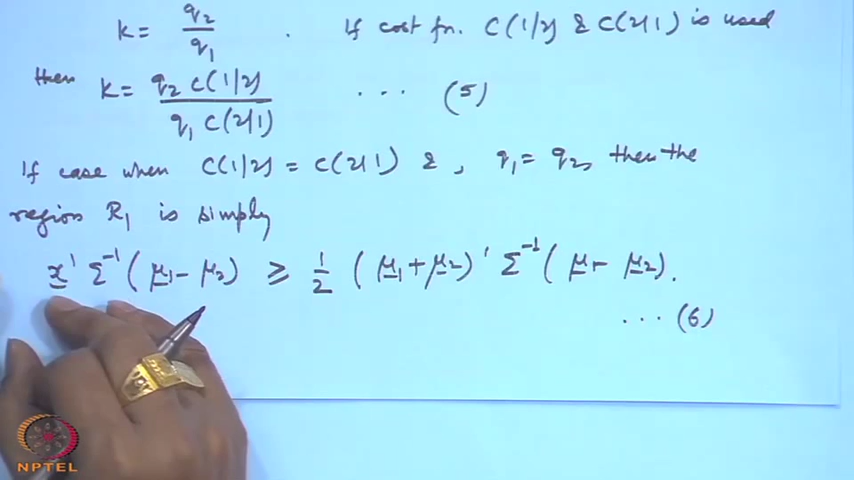 k = q₂ / q₁ . If cost fn. C(1/2) & C(2/1) is used
then k = q₂ C(1/2) / q₁ C(2/1) ... (5)
If case when C(1/2) = C(2/1) & , q₁ = q₂, then the
region R₁ is simply
x' Σ⁻¹ (μ₁ - μ₂) ≥ 1/2 (μ₁ + μ₂)' Σ⁻¹ (μ₁ - μ₂).
... (6)
NPTEL